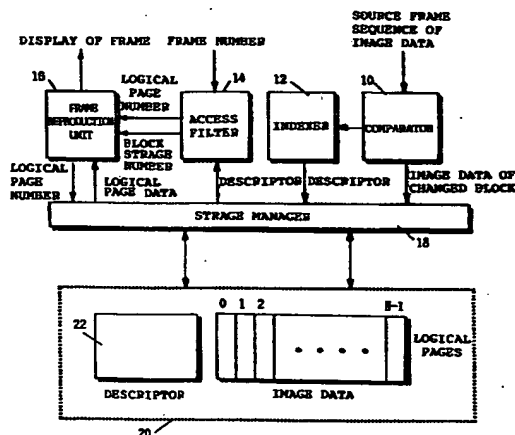 DISPLAY OF FRAME
FRAME NUMBER
SOURCE FRAME
SEQUENCE OF
IMAGE DATA
16
LOGICAL
PAGE
NUMBER
14
12
10
FRAME
REPRODUCTION
UNIT
ACCESS
FILTER
INDEXER
COMPARATOR
BLOCK
STRAGE
NUMBER
LOGICAL
PAGE
NUMBER
LOGICAL
PAGE DATA
DESCRIPTOR
DESCRIPTOR
IMAGE DATA OF
CHANGED BLOCK
STRAGE MANAGER
18
0 1 2 N-1
22
LOGICAL
PAGES
DESCRIPTOR
IMAGE DATA
20